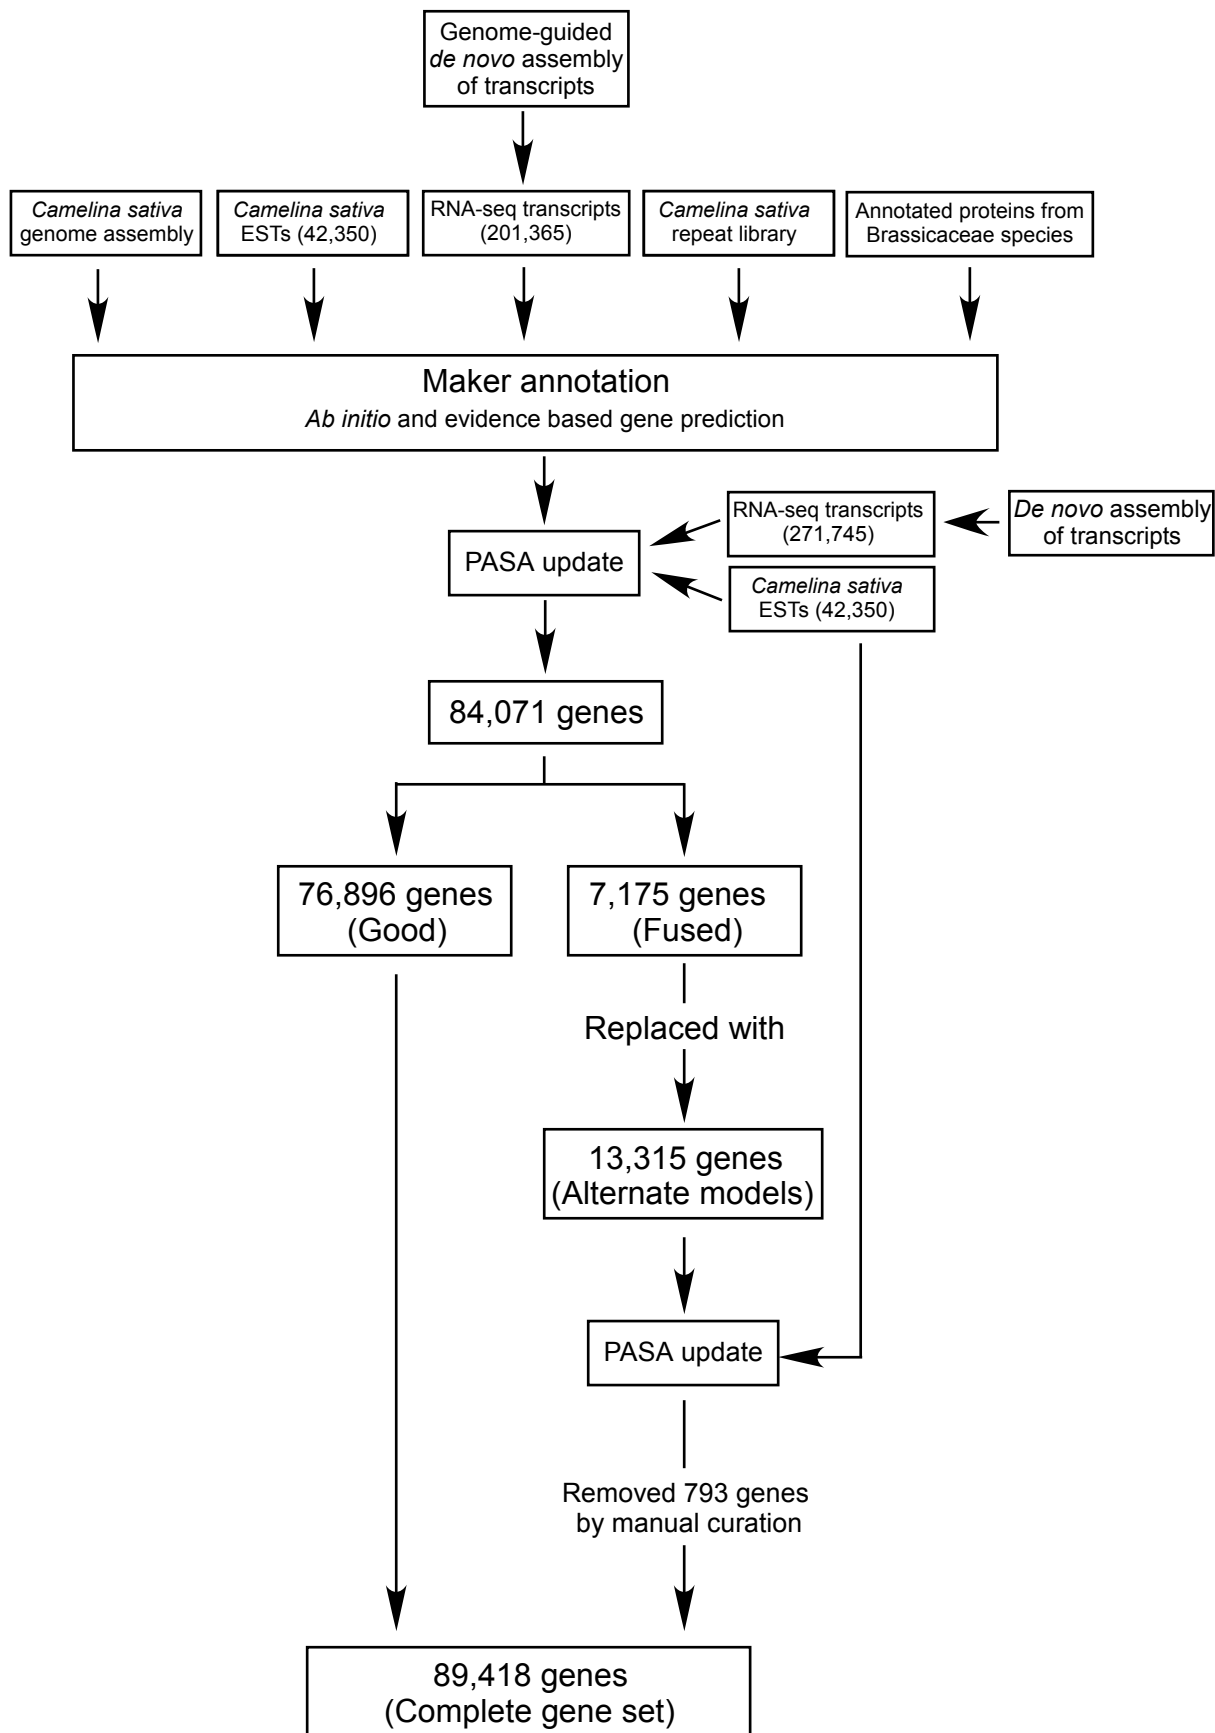 Genome-guided
de novo assembly
of transcripts
Camelina sativa
genome assembly
Camelina sativa
ESTs (42,350)
RNA-seq transcripts
(201,365)
Camelina sativa
repeat library
Annotated proteins from
Brassicaceae species
Maker annotation
Ab initio and evidence based gene prediction
PASA update
RNA-seq transcripts
(271,745)
De novo assembly
of transcripts
Camelina sativa
ESTs (42,350)
84,071 genes
76,896 genes
(Good)
7,175 genes
(Fused)
Replaced with
13,315 genes
(Alternate models)
PASA update
Removed 793 genes
by manual curation
89,418 genes
(Complete gene set)